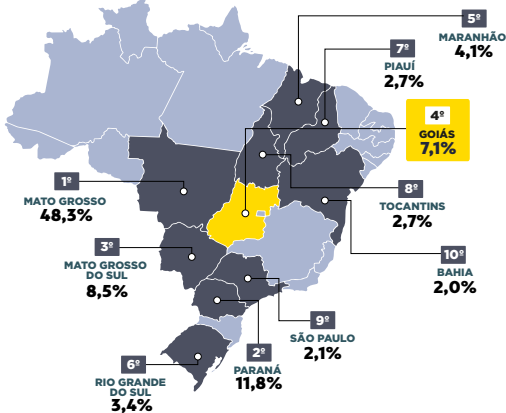 5º
MARANHÃO
4,1%
7º
PIAUÍ
2,7%
4º
GOIÁS
7,1%
1º
MATO GROSSO
48,3%
8º
TOCANTINS
2,7%
3º
MATO GROSSO
DO SUL
8,5%
10º
BAHIA
2,0%
9º
SÃO PAULO
2,1%
2º
PARANÁ
11,8%
6º
RIO GRANDE
DO SUL
3,4%